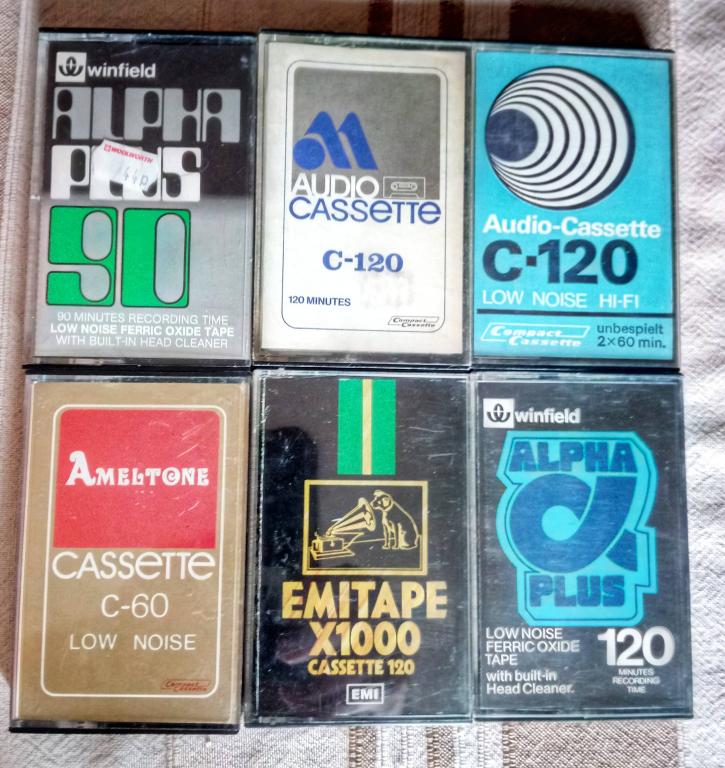 winfield
ALPHA
PLUS
WOOLWORTH
44p
90
90 MINUTES RECORDING TIME
LOW NOISE FERRIC OXIDE TAPE
WITH BUILT-IN HEAD CLEANER
AUDIO
CASSETTE
C-120
120 MINUTES
Compact
Cassette
Audio-Cassette
C-120
LOW NOISE HI-FI
Compact
Cassette
unbespielt
2×60 min.
AMELTONE
CASSETTE
C-60
LOW NOISE
Compact
Cassette
EMITAPE
X1000
CASSETTE 120
EMI
winfield
ALPHA
α
PLUS
LOW NOISE
FERRIC OXIDE
TAPE
with built-in
Head Cleaner.
120
MINUTES
RECORDING
TIME